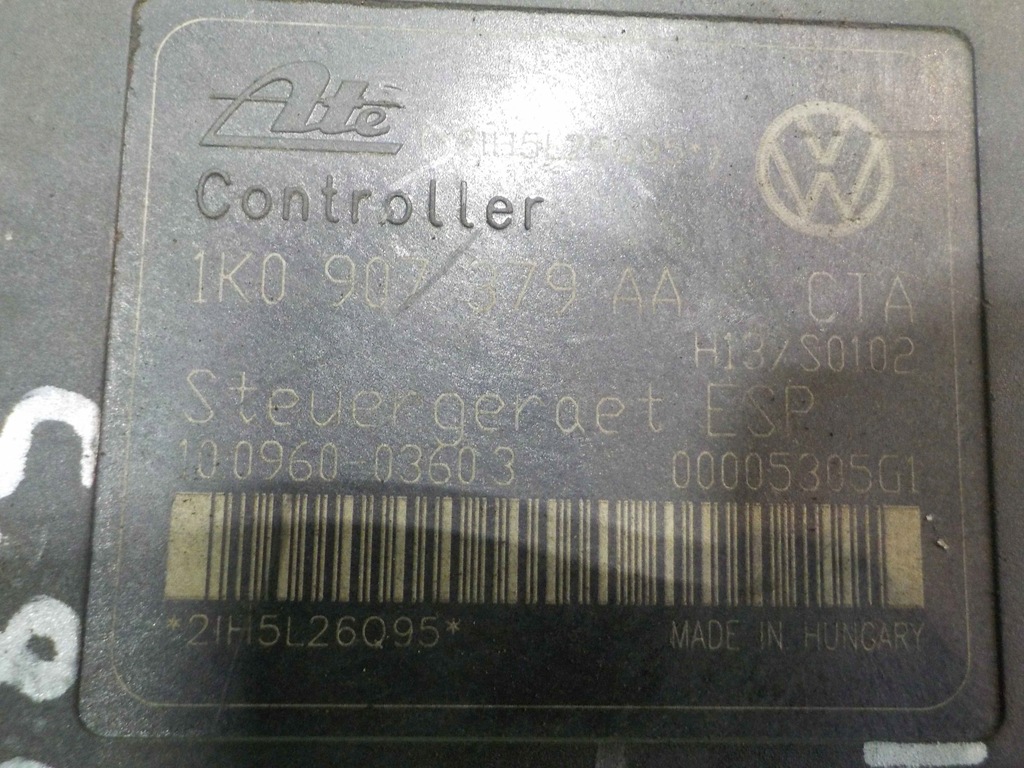 Ate
Controller
1K0 907 379 AA CTA
H13/S0102
Steuergeraet ESP
10.0960-0360.3 00005305G1
*2IH5L26Q95* MADE IN HUNGARY